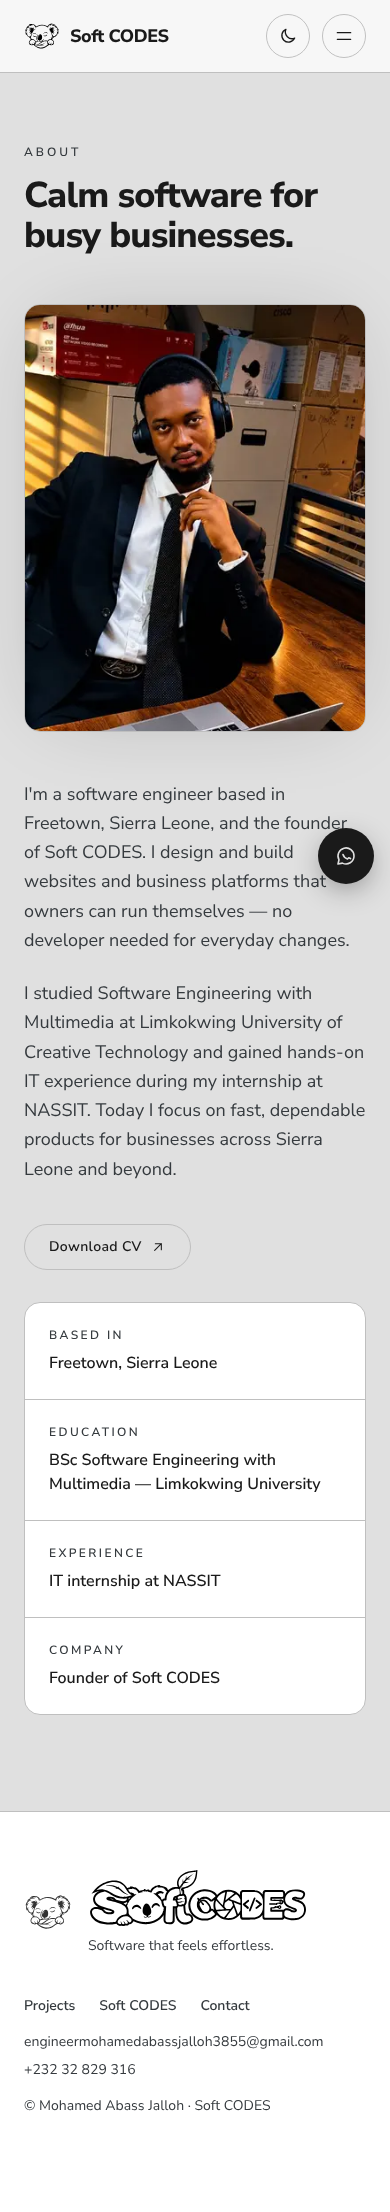 Soft CODES
ABOUT
Calm software for
busy businesses.
alhua
I'm a software engineer based in
Freetown, Sierra Leone, and the founder
of Soft CODES. I design and build
websites and business platforms that
owners can run themselves — no
developer needed for everyday changes.
I studied Software Engineering with
Multimedia at Limkokwing University of
Creative Technology and gained hands-on
IT experience during my internship at
NASSIT. Today I focus on fast, dependable
products for businesses across Sierra
Leone and beyond.
Download CV
BASED IN
Freetown, Sierra Leone
EDUCATION
BSc Software Engineering with
Multimedia — Limkokwing University
EXPERIENCE
IT internship at NASSIT
COMPANY
Founder of Soft CODES
SoftCODES
Software that feels effortless.
Projects Soft CODES Contact
engineermohamedabassjalloh3855@gmail.com
+232 32 829 316
© Mohamed Abass Jalloh · Soft CODES